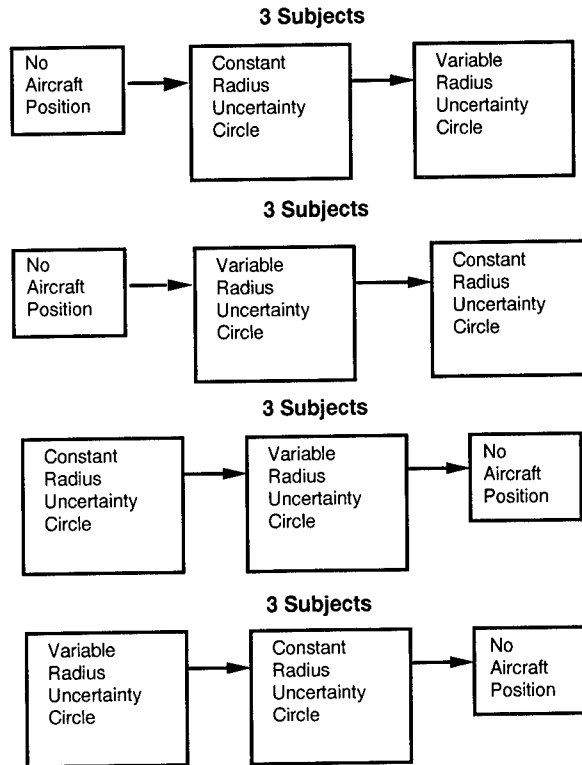 3 Subjects
No
Aircraft
Position
Constant
Radius
Uncertainty
Circle
Variable
Radius
Uncertainty
Circle
3 Subjects
No
Aircraft
Position
Variable
Radius
Uncertainty
Circle
Constant
Radius
Uncertainty
Circle
3 Subjects
Constant
Radius
Uncertainty
Circle
Variable
Radius
Uncertainty
Circle
No
Aircraft
Position
3 Subjects
Variable
Radius
Uncertainty
Circle
Constant
Radius
Uncertainty
Circle
No
Aircraft
Position